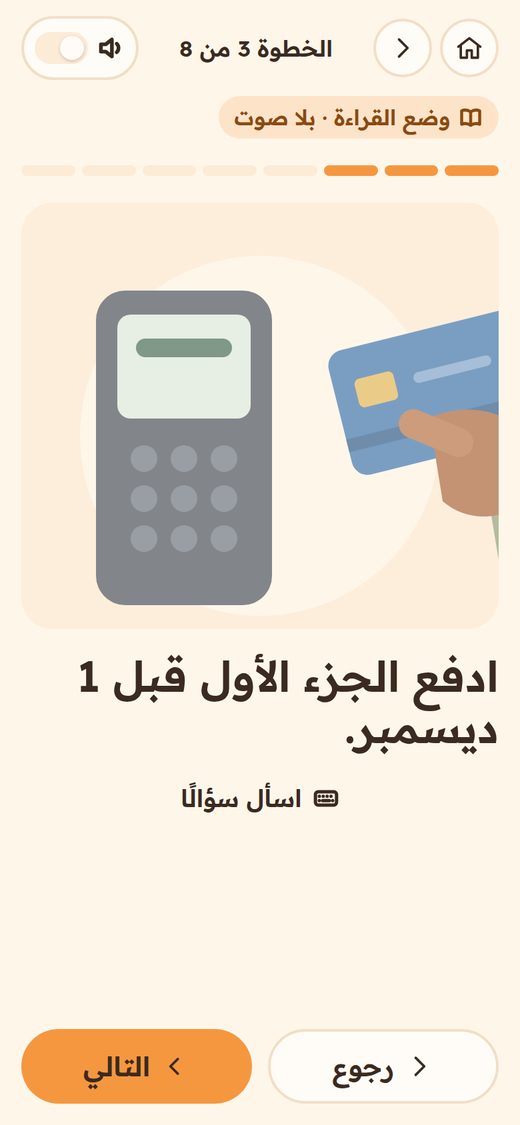 الخطوة 3 من 8
وضع القراءة · بلا صوت
ادفع الجزء الأول قبل 1
ديسمبر.
اسأل سؤالًا
رجوع
التالي